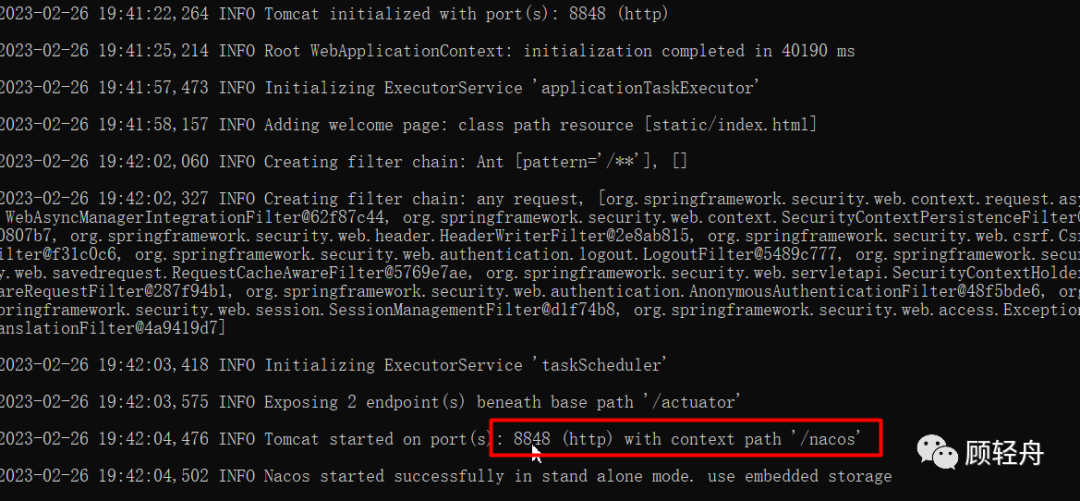 2023-02-26 19:41:22,264 INFO Tomcat initialized with port(s): 8848 (http)
2023-02-26 19:41:25,214 INFO Root WebApplicationContext: initialization completed in 40190 ms
2023-02-26 19:41:57,473 INFO Initializing ExecutorService 'applicationTaskExecutor'
2023-02-26 19:41:58,157 INFO Adding welcome page: class path resource [static/index.html]
2023-02-26 19:42:02,060 INFO Creating filter chain: Ant [pattern='/**'], []
2023-02-26 19:42:02,327 INFO Creating filter chain: any request, [org.springframework.security.web.context.request.asy
WebAsyncManagerIntegrationFilter@62f87c44, org.springframework.security.web.context.SecurityContextPersistenceFilter@
0807b7, org.springframework.security.web.header.HeaderWriterFilter@2e8ab815, org.springframework.security.web.csrf.Csr
ilter@f31c0c6, org.springframework.security.web.authentication.logout.LogoutFilter@5489c777, org.springframework.secur
y.web.savedrequest.RequestCacheAwareFilter@5769e7ae, org.springframework.security.web.servletapi.SecurityContextHolder
areRequestFilter@287f94b1, org.springframework.security.web.authentication.AnonymousAuthenticationFilter@48f5bde6, org
pringframework.security.web.session.SessionManagementFilter@d1f74b8, org.springframework.security.web.access.Exception
anslationFilter@4a9419d7]
2023-02-26 19:42:03,418 INFO Initializing ExecutorService 'taskScheduler'
2023-02-26 19:42:03,575 INFO Exposing 2 endpoint(s) beneath base path '/actuator'
2023-02-26 19:42:04,476 INFO Tomcat started on port(s): 8848 (http) with context path '/nacos'
2023-02-26 19:42:04,502 INFO Nacos started successfully in stand alone mode. use embedded storage
顾轻舟